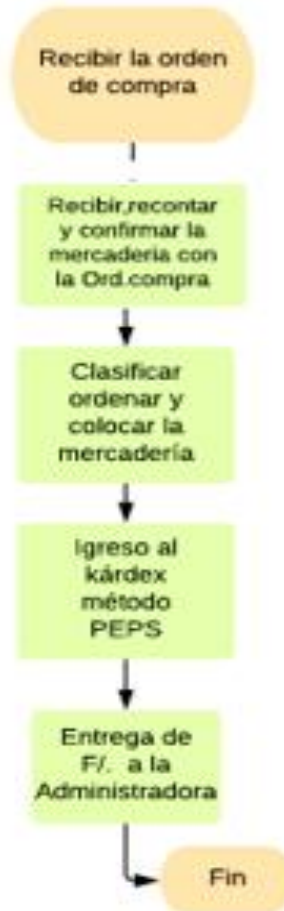 Recibir la orden
de compra
Recibir,recontar
y confirmar la
mercadería con
la Ord.compra
Clasificar
ordenar y
colocar la
mercadería
Igreso al
kárdex
método
PEPS
Entrega de
F/. a la
Administradora
Fin